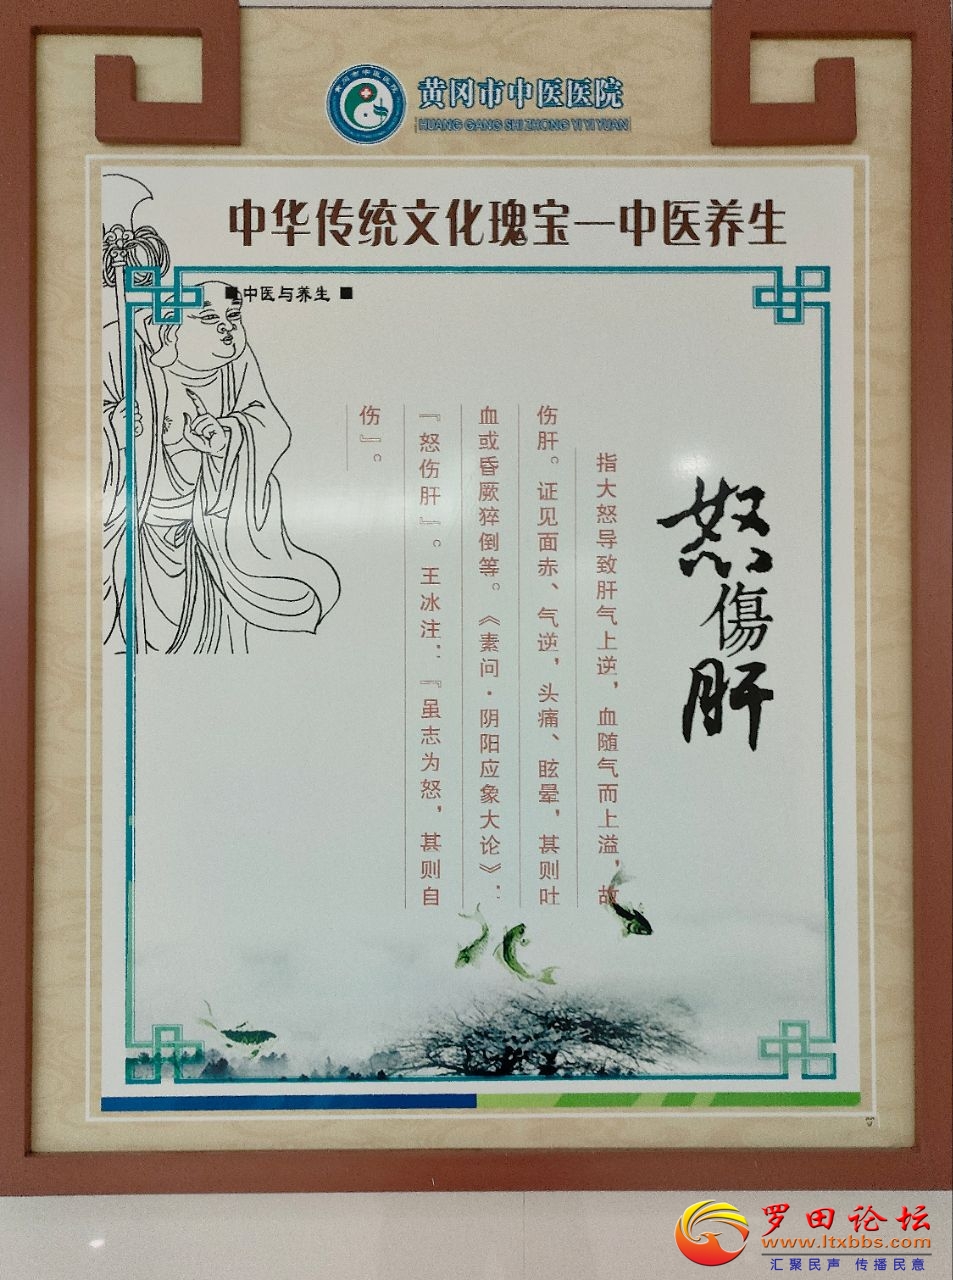 黄冈市中医医院
HUANG GANG SHI ZHONG YI YI YUAN
中华传统文化瑰宝—中医养生
■中医与养生 ■
怒傷肝
指大怒导致肝气上逆，血随气而上溢，故
伤肝。证见面赤、气逆，头痛、眩晕，甚则吐
血或昏厥猝倒等。《素问·阴阳应象大论》：
『怒伤肝』。王冰注：『虽志为怒，甚则自
伤』。
罗田论坛
www.ltxbbs.com
汇聚民声 传播民意